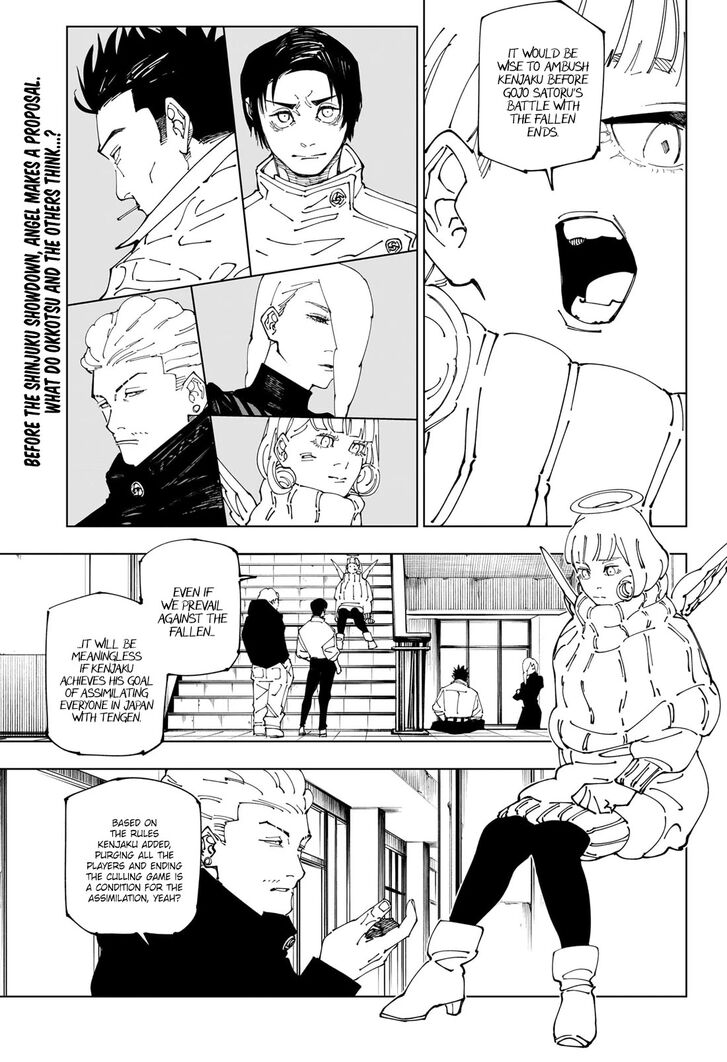 BEFORE THE SHINJUKU SHOWDOWN, ANGEL MAKES A PROPOSAL.
WHAT DO OKKOTSU AND THE OTHERS THINK...?
IT WOULD BE
WISE TO AMBUSH
KENJAKU BEFORE
GOJO SATORU'S
BATTLE WITH
THE FALLEN
ENDS.
EVEN IF
WE PREVAIL
AGAINST THE
FALLEN...
...IT WILL BE
MEANINGLESS
IF KENJAKU
ACHIEVES HIS GOAL
OF ASSIMILATING
EVERYONE IN JAPAN
WITH TENGEN.
BASED ON
THE RULES
KENJAKU ADDED,
PURGING ALL THE
PLAYERS AND ENDING
THE CULLING GAME IS
A CONDITION FOR THE
ASSIMILATION, YEAH?